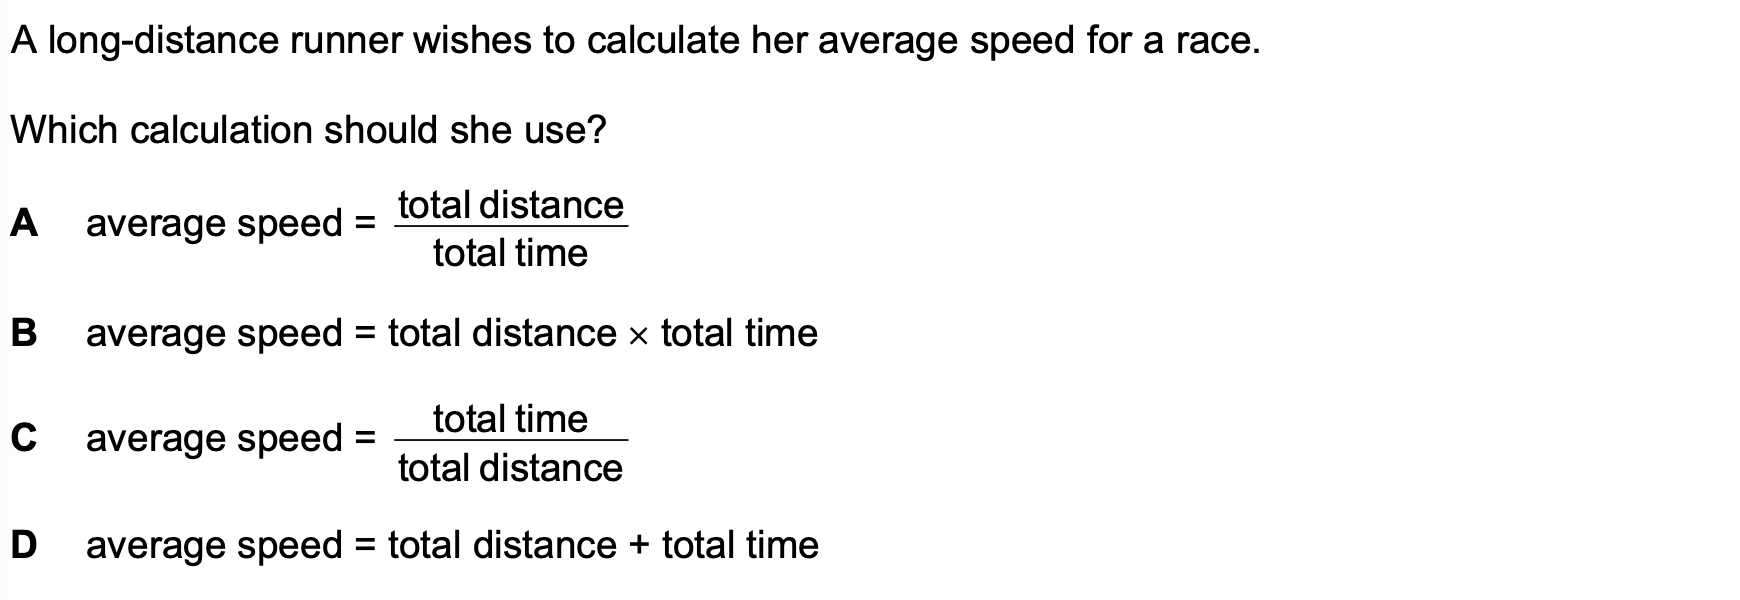 A long-distance runner wishes to calculate her average speed for a race.
Which calculation should she use?
A average speed = total distance / total time
B average speed = total distance × total time
C average speed = total time / total distance
D average speed = total distance + total time